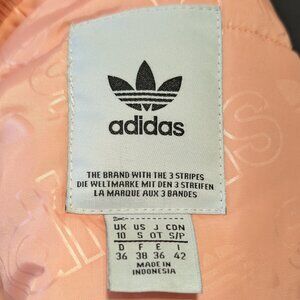 adidas
THE BRAND WITH THE 3 STRIPES
DIE WELTMARKE MIT DEN 3 STREIFEN
LA MARQUE AUX 3 BANDES
UK US J CDN
10 S OT S/P
D F E I
36 38 36 42
MADE IN
INDONESIA